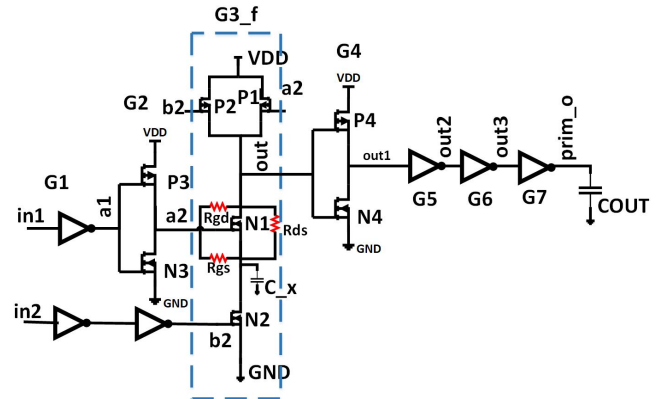 G3_f
VDD
G4
VDD
G2
b2
P2
P1
a2
VDD
P4
out2
out3
prim_o
G1
P3
out
out1
a1
a2
Rgd
N1
Rds
G5
G6
G7
COUT
in1
N4
Rgs
N3
GND
C_x
GND
in2
b2
N2
GND